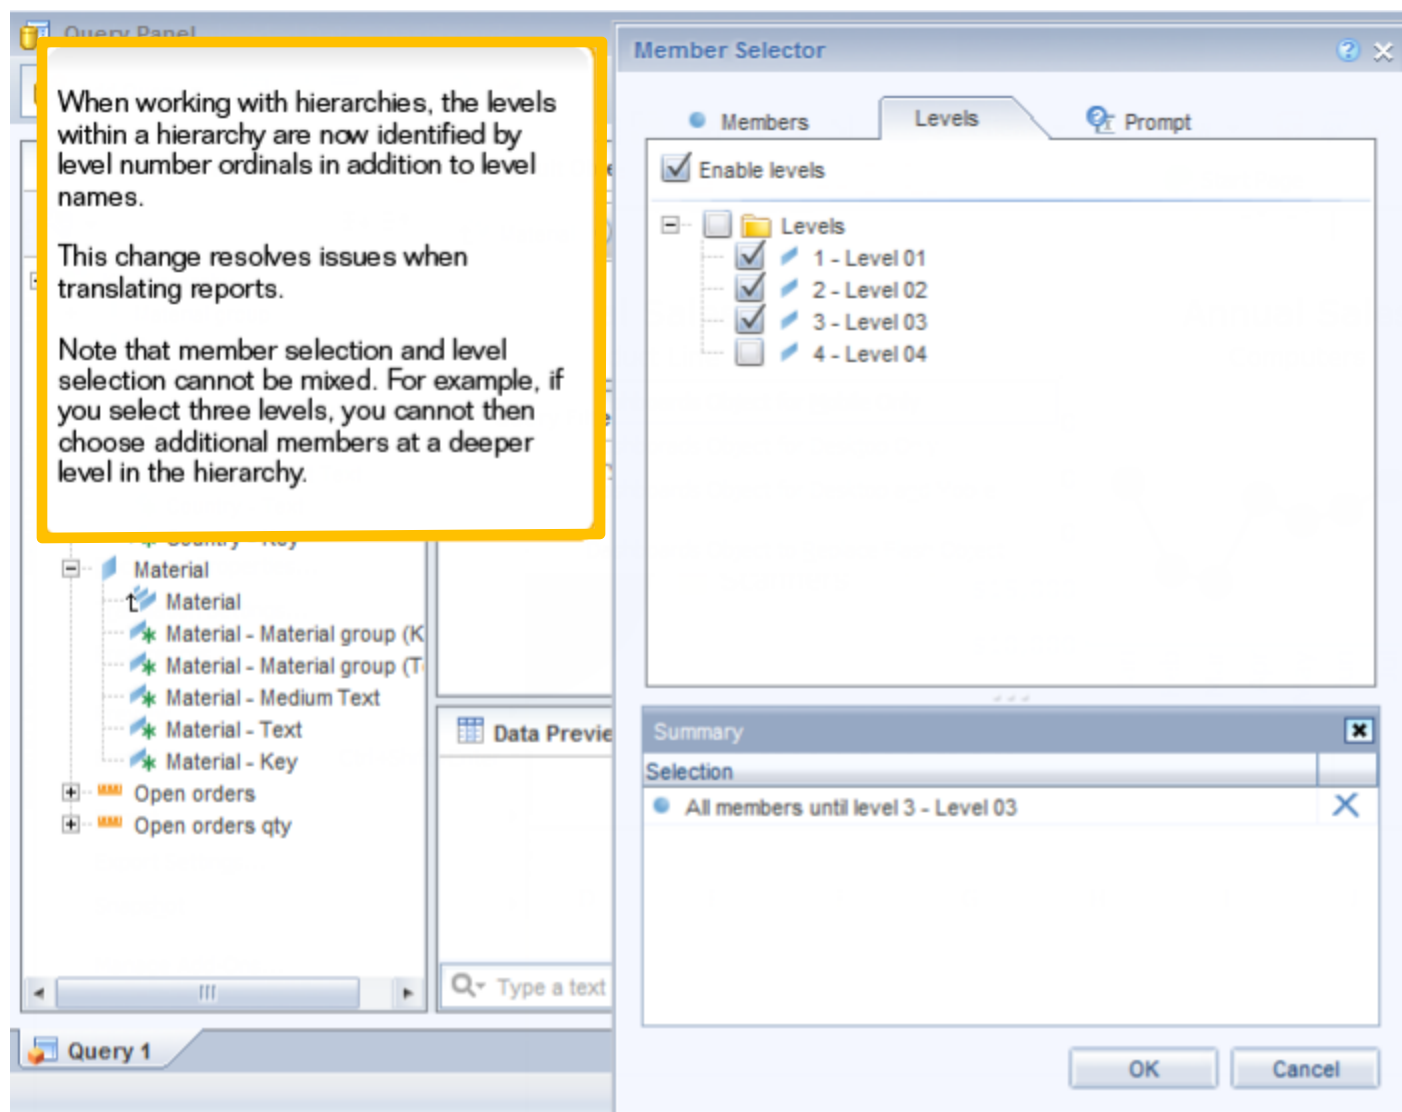 Query Panel
When working with hierarchies, the levels
within a hierarchy are now identified by
level number ordinals in addition to level
names.
This change resolves issues when
translating reports.
Note that member selection and level
selection cannot be mixed. For example, if
you select three levels, you cannot then
choose additional members at a deeper
level in the hierarchy.
Country - Key
Material
Material
Material - Material group (K
Material - Material group (T
Material - Medium Text
Material - Text
Material - Key
Open orders
Open orders qty
Data Previe
Type a text
Query 1
Member Selector
Members
Levels
Prompt
Enable levels
Levels
1 - Level 01
2 - Level 02
3 - Level 03
4 - Level 04
Summary
Selection
All members until level 3 - Level 03
OK
Cancel